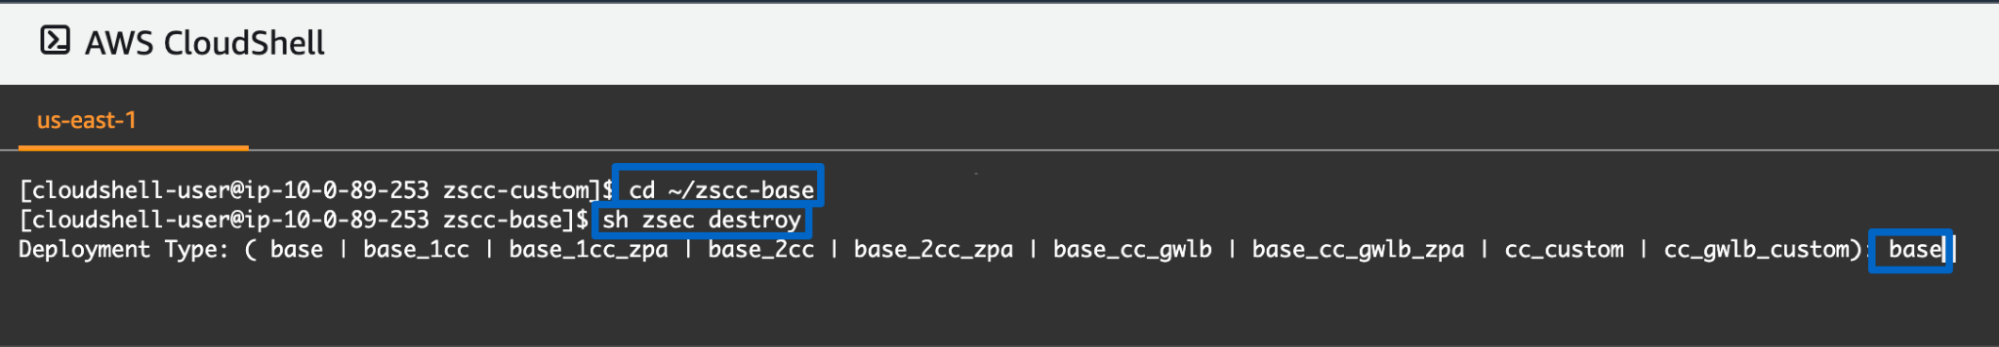 AWS CloudShell
us-east-1
[cloudshell-user@ip-10-0-89-253 zscc-custom]$ cd ~/zscc-base
[cloudshell-user@ip-10-0-89-253 zscc-base]$ sh zsec destroy
Deployment Type: ( base | base_1cc | base_1cc_zpa | base_2cc | base_2cc_zpa | base_cc_gwlb | base_cc_gwlb_zpa | cc_custom | cc_gwlb_custom): base